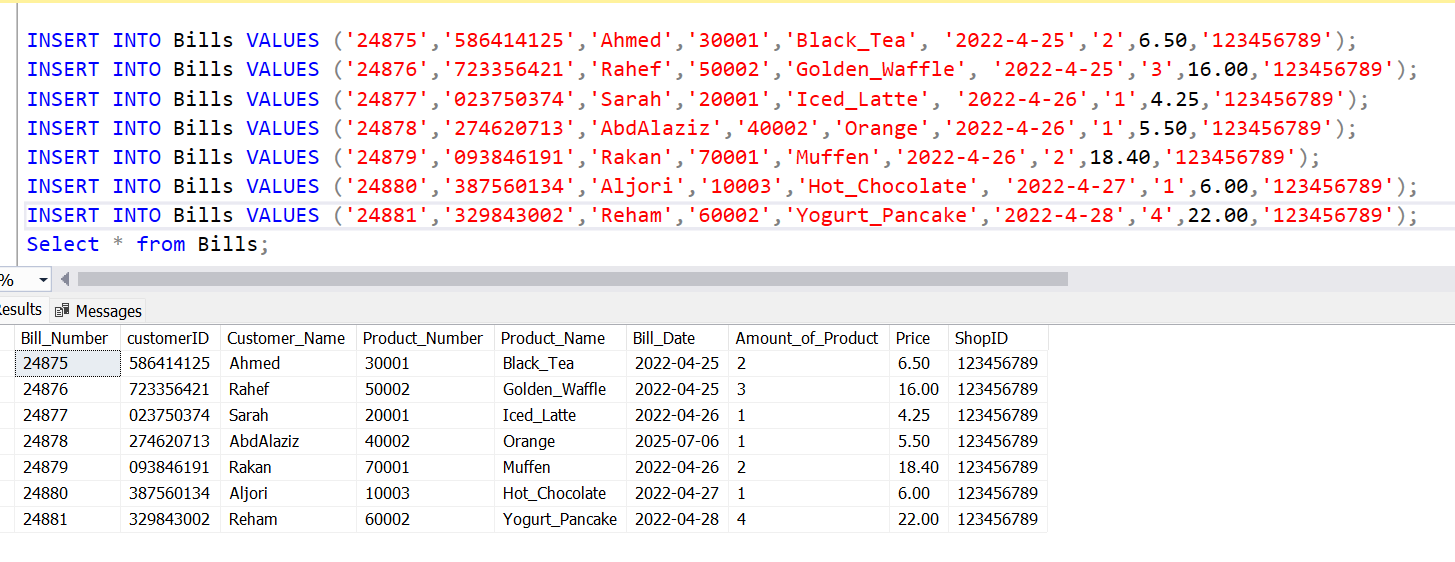 INSERT INTO Bills VALUES ('24875','586414125','Ahmed','30001','Black_Tea', '2022-4-25','2',6.50,'123456789');
INSERT INTO Bills VALUES ('24876','723356421','Rahef','50002','Golden_Waffle', '2022-4-25','3',16.00,'123456789');
INSERT INTO Bills VALUES ('24877','023750374','Sarah','20001','Iced_Latte', '2022-4-26','1',4.25,'123456789');
INSERT INTO Bills VALUES ('24878','274620713','AbdAlaziz','40002','Orange','2022-4-26','1',5.50,'123456789');
INSERT INTO Bills VALUES ('24879','093846191','Rakan','70001','Muffen','2022-4-26','2',18.40,'123456789');
INSERT INTO Bills VALUES ('24880','387560134','Aljori','10003','Hot_Chocolate', '2022-4-27','1',6.00,'123456789');
INSERT INTO Bills VALUES ('24881','329843002','Reham','60002','Yogurt_Pancake','2022-4-28','4',22.00,'123456789');
Select * from Bills;
%
esults Messages
Bill_Number customerID Customer_Name Product_Number Product_Name Bill_Date Amount_of_Product Price ShopID
24875 586414125 Ahmed 30001 Black_Tea 2022-04-25 2 6.50 123456789
24876 723356421 Rahef 50002 Golden_Waffle 2022-04-25 3 16.00 123456789
24877 023750374 Sarah 20001 Iced_Latte 2022-04-26 1 4.25 123456789
24878 274620713 AbdAlaziz 40002 Orange 2025-07-06 1 5.50 123456789
24879 093846191 Rakan 70001 Muffen 2022-04-26 2 18.40 123456789
24880 387560134 Aljori 10003 Hot_Chocolate 2022-04-27 1 6.00 123456789
24881 329843002 Reham 60002 Yogurt_Pancake 2022-04-28 4 22.00 123456789